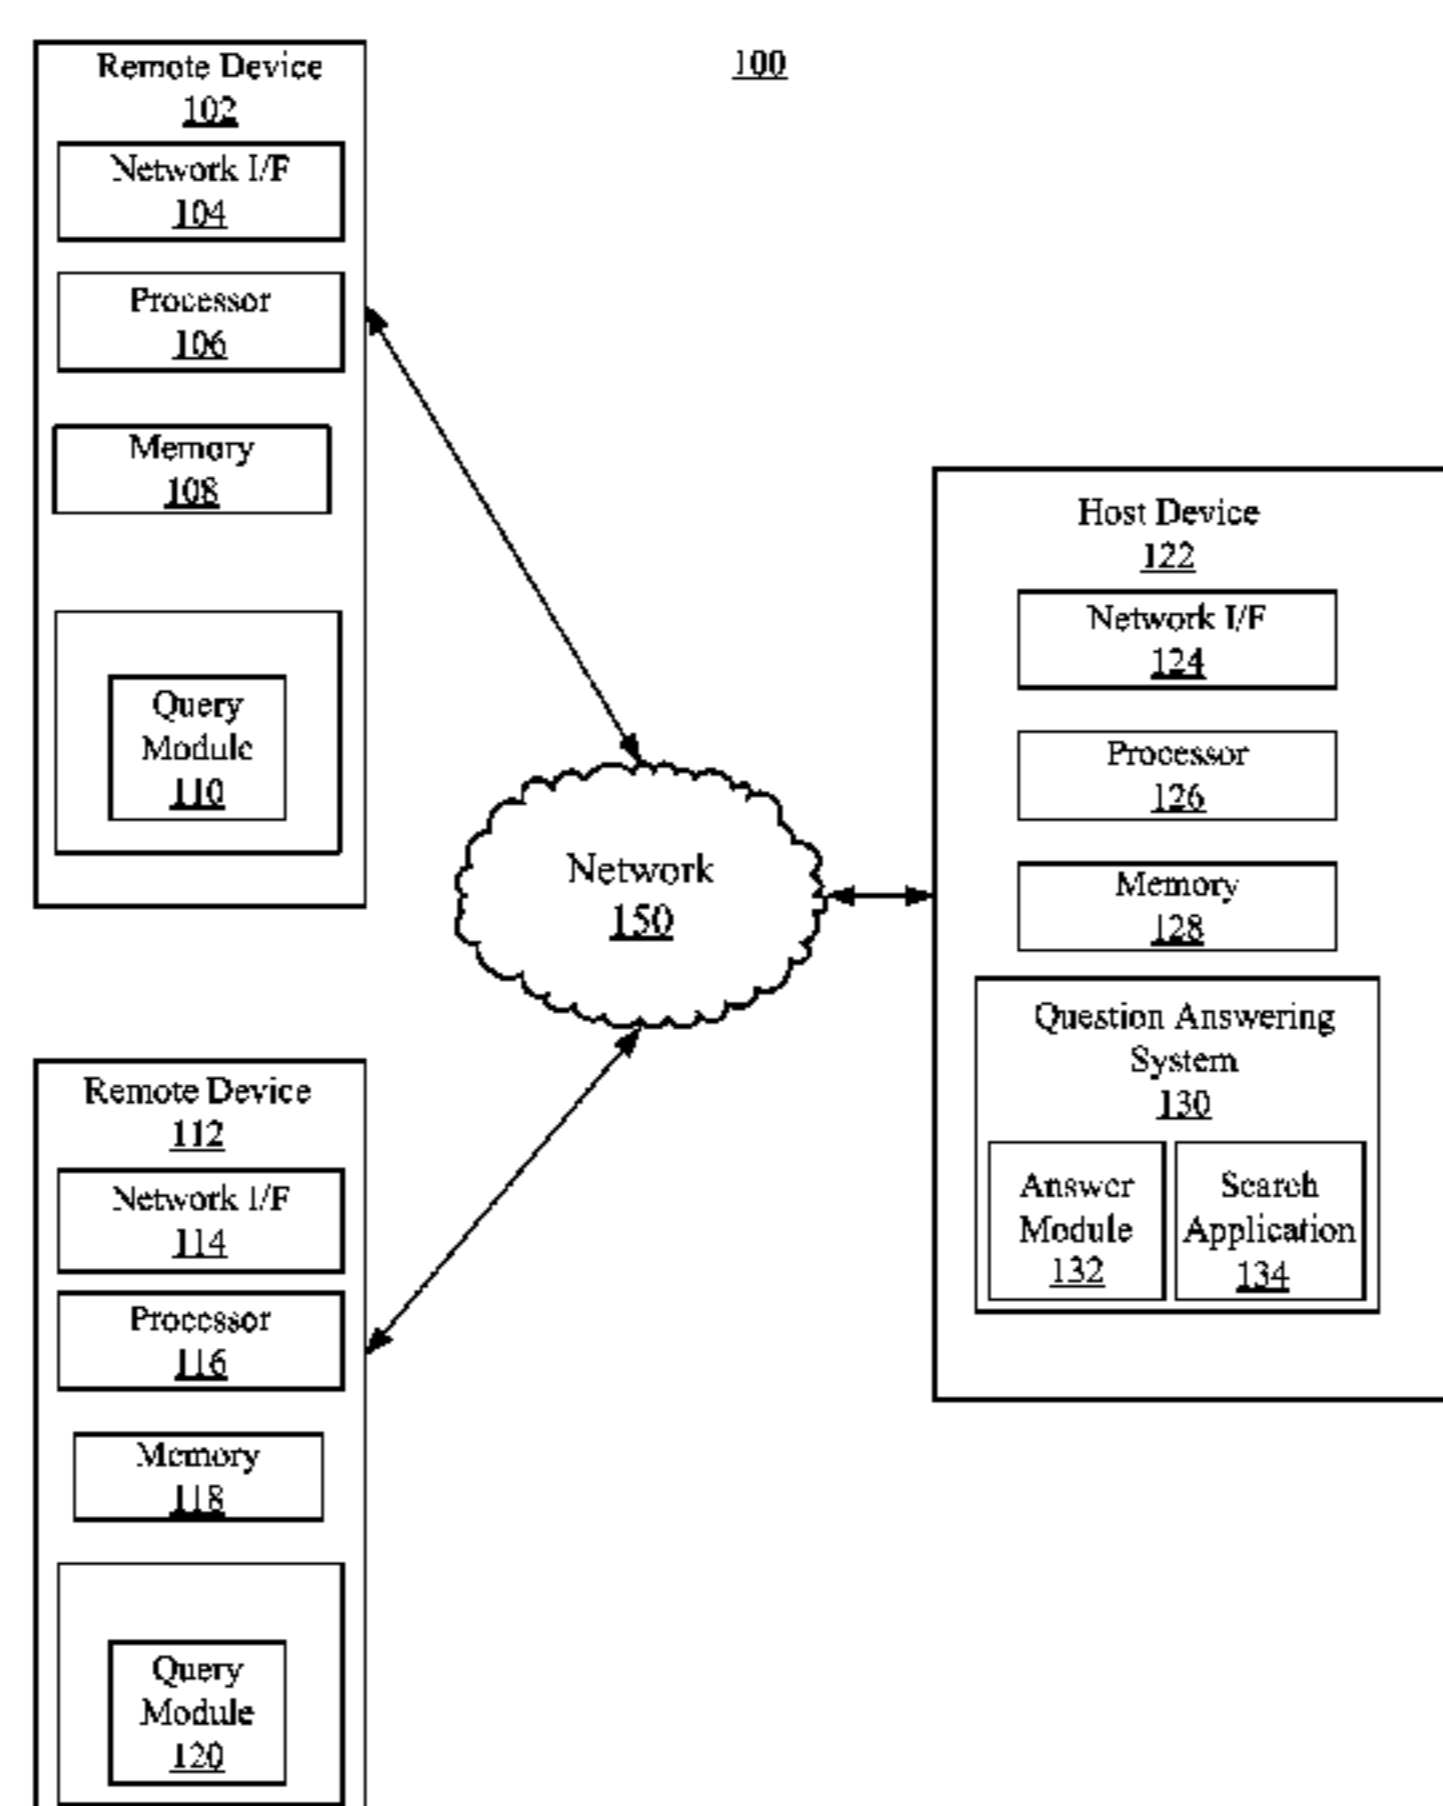 100
Remote Device
102
Network I/F
104
Processor
106
Memory
108
Query
Module
110
Network
150
Host Device
122
Network I/F
124
Processor
126
Memory
128
Question Answering
System
130
Answer
Module
132
Search
Application
134
Remote Device
112
Network I/F
114
Processor
116
Memory
118
Query
Module
120